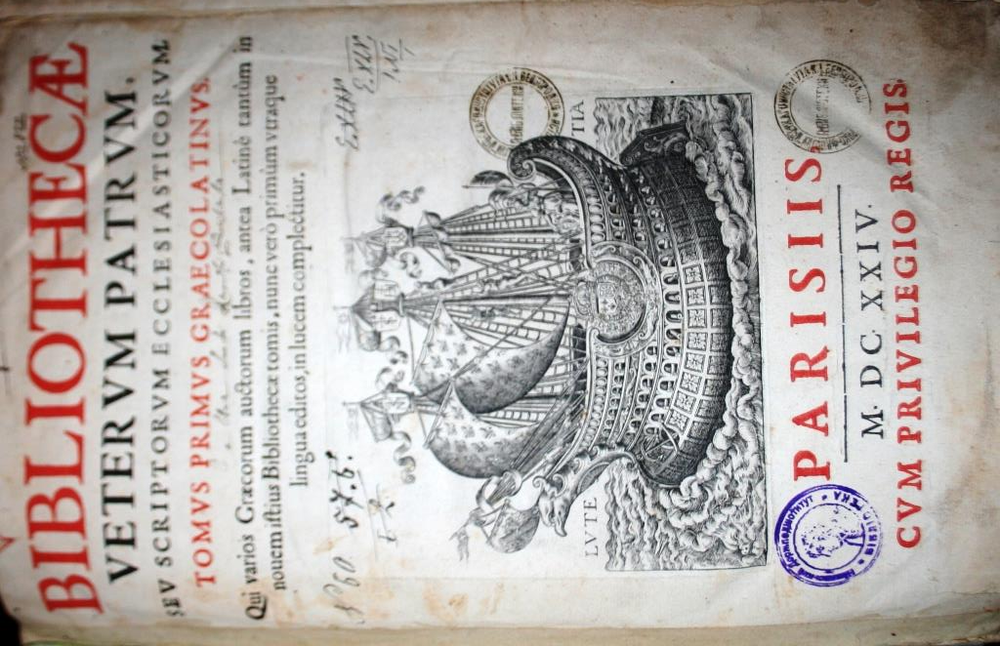 BIBLIOTHECÆ
VETERVM PATRVM,
SEV SCRIPTORVM ECCLESIASTICORVM
TOMVS PRIMVS GRAECOLATINVS.
Qui varios Græcorum auctorum libros, antea Latinè tantùm in
nouem istius Bibliothecæ tomis, nunc verò primùm vtraque
lingua editos, in lucem complectitur.
LVTE TIA
PARISIIS,
M. DC. XXIV.
CVM PRIVILEGIO REGIS.